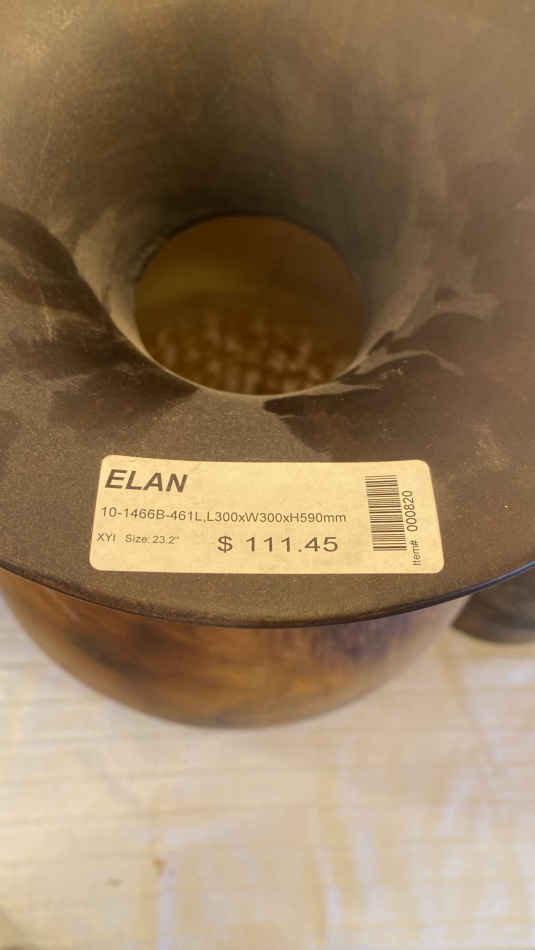 ELAN
10-1466B-461L,L300xW300xH590mm
XYI Size: 23.2"
$ 111.45
Item# 000820